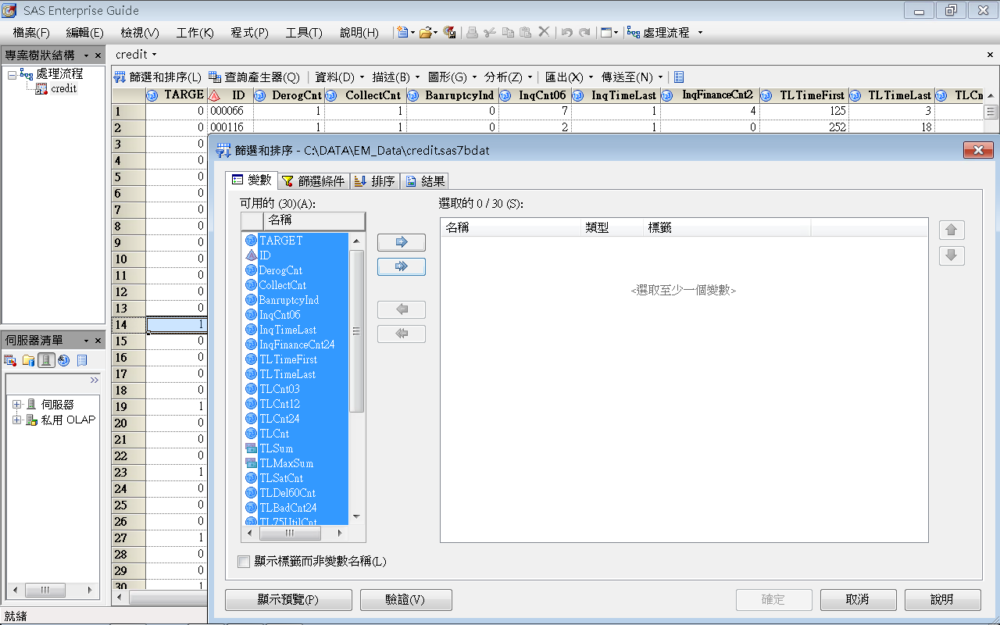 SAS Enterprise Guide
檔案(F) 編輯(E) 檢視(V) 工作(K) 程式(P) 工具(T) 說明(H) 處理流程
專案樹狀結構
credit
處理流程
credit
篩選和排序(L) 查詢產生器(Q) 資料(D) 描述(B) 圖形(G) 分析(Z) 匯出(X) 傳送至(N)
TARGE ID DerogCnt CollectCnt BanruptcyInd InqCnt06 InqTimeLast InqFinanceCnt2 TLTimeFirst TLTimeLast TLCn
1 0 000066 1 1 0 7 1 4 125 3
2 0 000116 1 1 0 2 1 0 252 18
3 0
4 0
5 0
6 0
7 0
8 0
9 0
10 0
11 0
12 0
13 0
14 1
15 0
16 0
17 0
18 0
19 1
20 0
21 0
22 0
23 1
24 0
25 0
26 0
27 1
28 0
29 0
30 1
伺服器清單
伺服器
私用 OLAP
就緒
篩選和排序 - C:\DATA\EM_Data\credit.sas7bdat
變數 篩選條件 排序 結果
可用的 (30)(A):
名稱
TARGET
ID
DerogCnt
CollectCnt
BanruptcyInd
InqCnt06
InqTimeLast
InqFinanceCnt24
TLTimeFirst
TLTimeLast
TLCnt03
TLCnt12
TLCnt24
TLCnt
TLSum
TLMaxSum
TLSatCnt
TLDel60Cnt
TLBadCnt24
TL75UtilCnt
選取的 0 / 30 (S):
名稱 類型 標籤
<選取至少一個變數>
顯示標籤而非變數名稱(L)
顯示預覽(P) 驗證(V) 確定 取消 說明